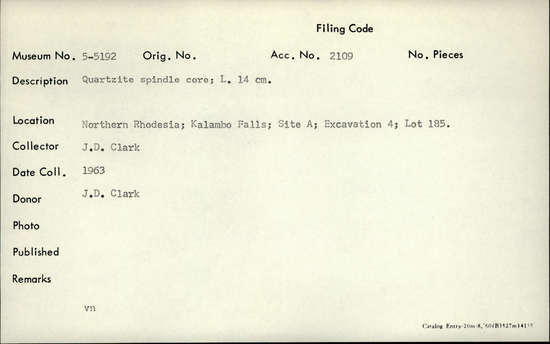 Filing Code
Museum No. 5-5192 Orig. No. Acc. No. 2109 No. Pieces
Description Quartzite spindle core; L. 14 cm.
Location Northern Rhodesia; Kalambo Falls; Site A; Excavation 4; Lot 185.
Collector J.D. Clark
Date Coll. 1963
Donor J.D. Clark
Photo
Published
Remarks
vn
Catalog Entry